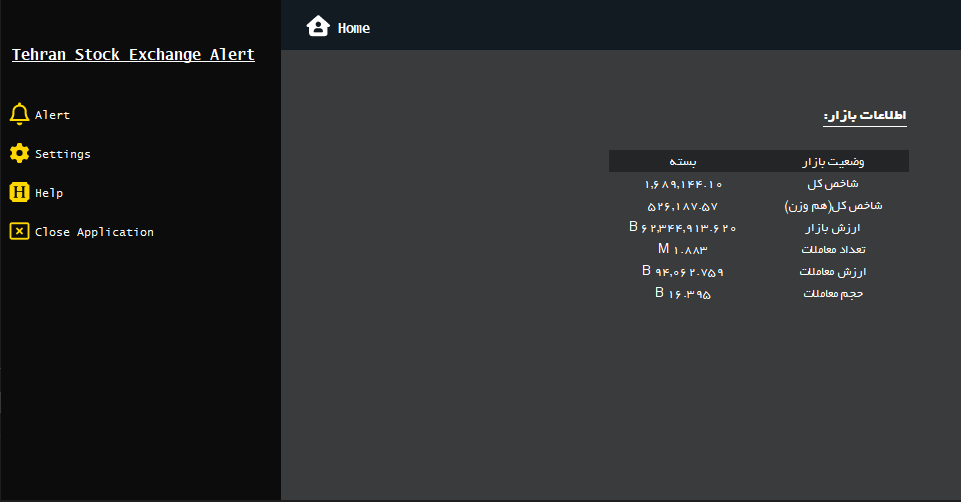 Tehran Stock Exchange Alert
Alert
Settings
Help
Close Application
Home
اطلاعات بازار:
وضعیت بازار بسته
شاخص کل ۱,۶۸۹,۱۴۴.۱۰
شاخص کل(هم وزن) ۵۲۶,۱۸۷.۵۷
ارزش بازار ۶۲,۳۴۴,۹۱۳.۶۲۰ B
تعداد معاملات ۱.۸۸۳ M
ارزش معاملات ۹۴,۰۶۲.۷۵۹ B
حجم معاملات ۱۶.۳۹۵ B